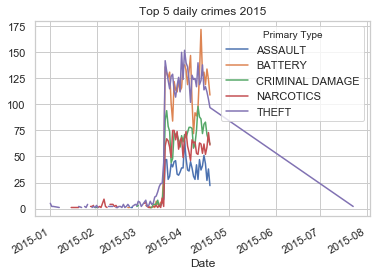 Top 5 daily crimes 2015
175
150
125
100
75
50
25
0
Primary Type
ASSAULT
BATTERY
CRIMINAL DAMAGE
NARCOTICS
THEFT
2015-01
2015-02
2015-03
2015-04
2015-05
2015-06
2015-07
2015-08
Date